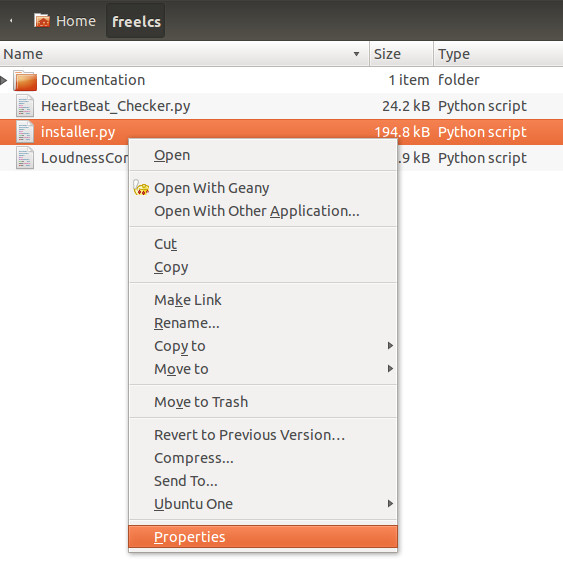 Home freelcs
Name Size Type
Documentation 1 item folder
HeartBeat_Checker.py 24.2 kB Python script
installer.py 194.8 kB Python script
LoudnessCor .9 kB Python script
Open
Open With Geany
Open With Other Application...
Cut
Copy
Make Link
Rename...
Copy to
Move to
Move to Trash
Revert to Previous Version...
Compress...
Send To...
Ubuntu One
Properties